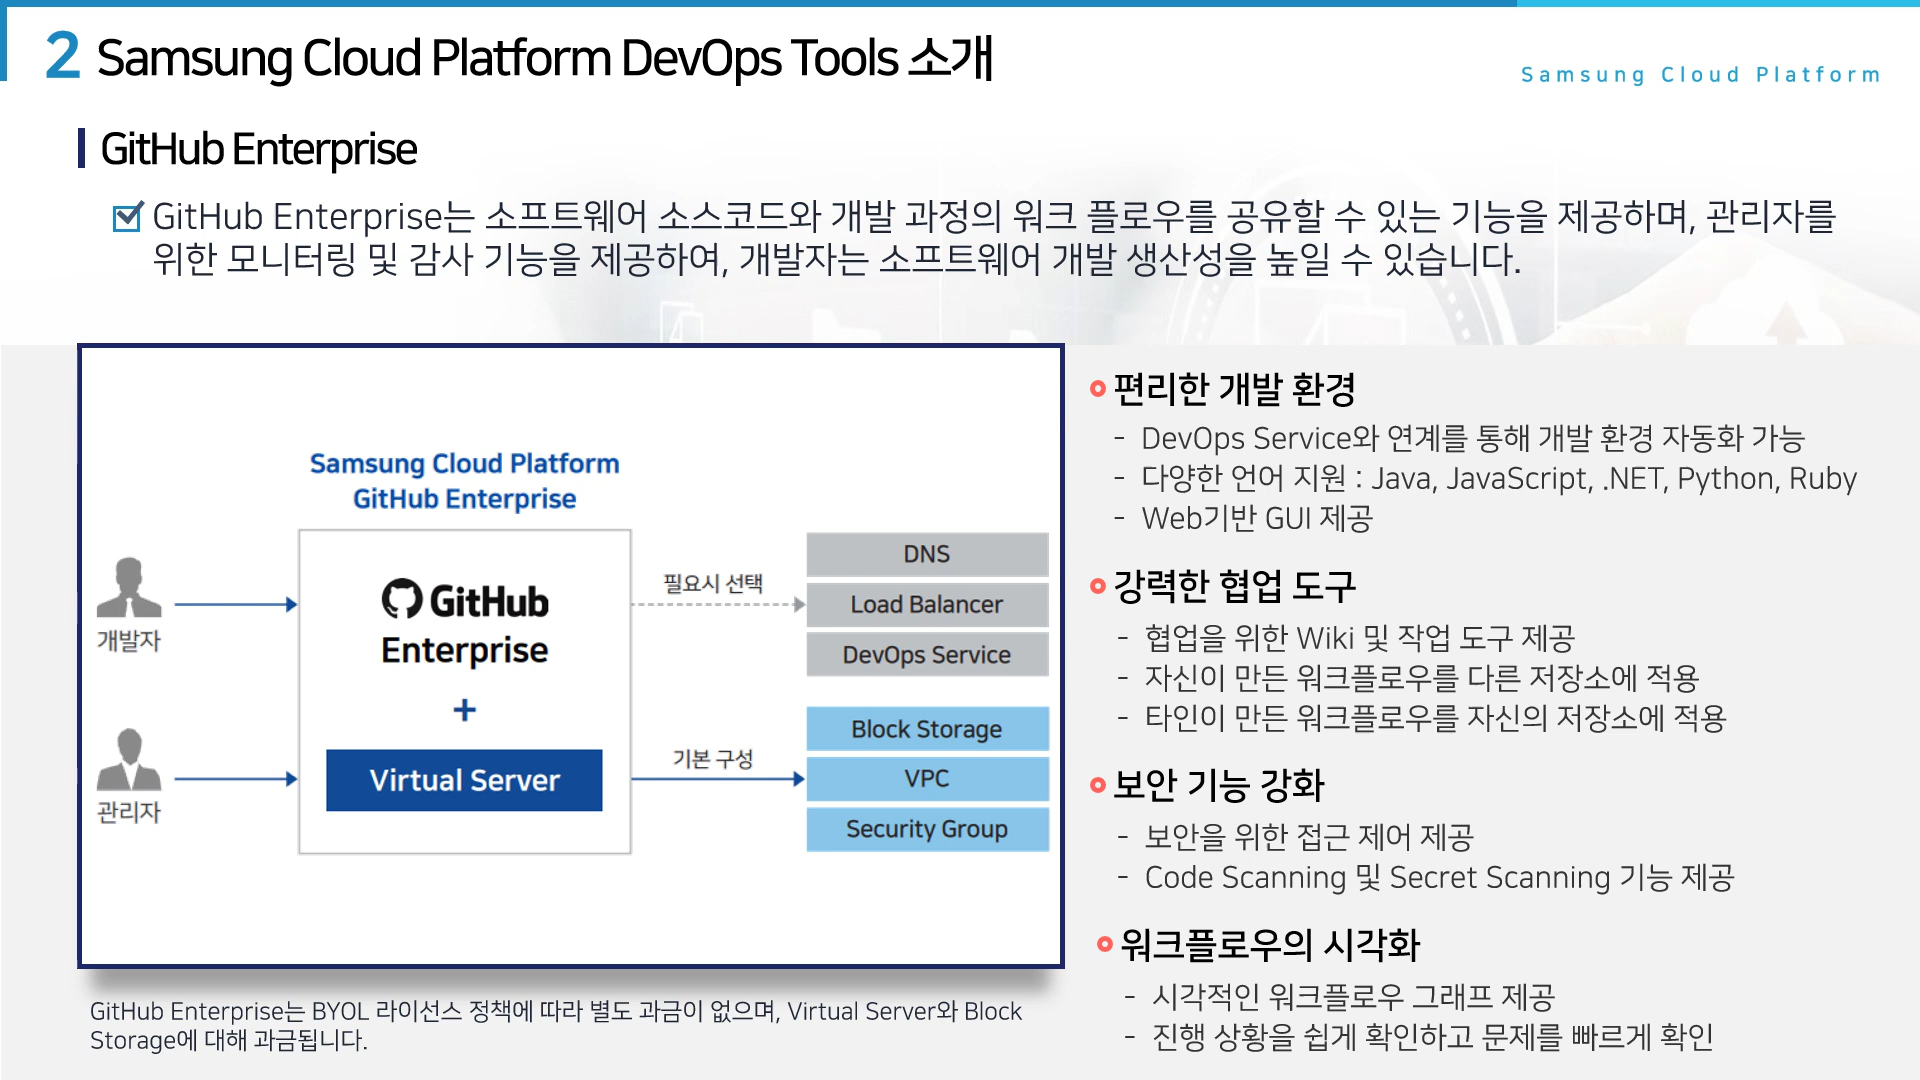 2 Samsung Cloud Platform DevOps Tools 소개
Samsung Cloud Platform
GitHub Enterprise
GitHub Enterprise는 소프트웨어 소스코드와 개발 과정의 워크 플로우를 공유할 수 있는 기능을 제공하며, 관리자를
위한 모니터링 및 감사 기능을 제공하여, 개발자는 소프트웨어 개발 생산성을 높일 수 있습니다.
Samsung Cloud Platform
GitHub Enterprise
개발자
관리자
GitHub
Enterprise
+
Virtual Server
필요시 선택
기본 구성
DNS
Load Balancer
DevOps Service
Block Storage
VPC
Security Group
GitHub Enterprise는 BYOL 라이선스 정책에 따라 별도 과금이 없으며, Virtual Server와 Block
Storage에 대해 과금됩니다.
편리한 개발 환경
- DevOps Service와 연계를 통해 개발 환경 자동화 가능
- 다양한 언어 지원 : Java, JavaScript, .NET, Python, Ruby
- Web기반 GUI 제공
강력한 협업 도구
- 협업을 위한 Wiki 및 작업 도구 제공
- 자신이 만든 워크플로우를 다른 저장소에 적용
- 타인이 만든 워크플로우를 자신의 저장소에 적용
보안 기능 강화
- 보안을 위한 접근 제어 제공
- Code Scanning 및 Secret Scanning 기능 제공
워크플로우의 시각화
- 시각적인 워크플로우 그래프 제공
- 진행 상황을 쉽게 확인하고 문제를 빠르게 확인